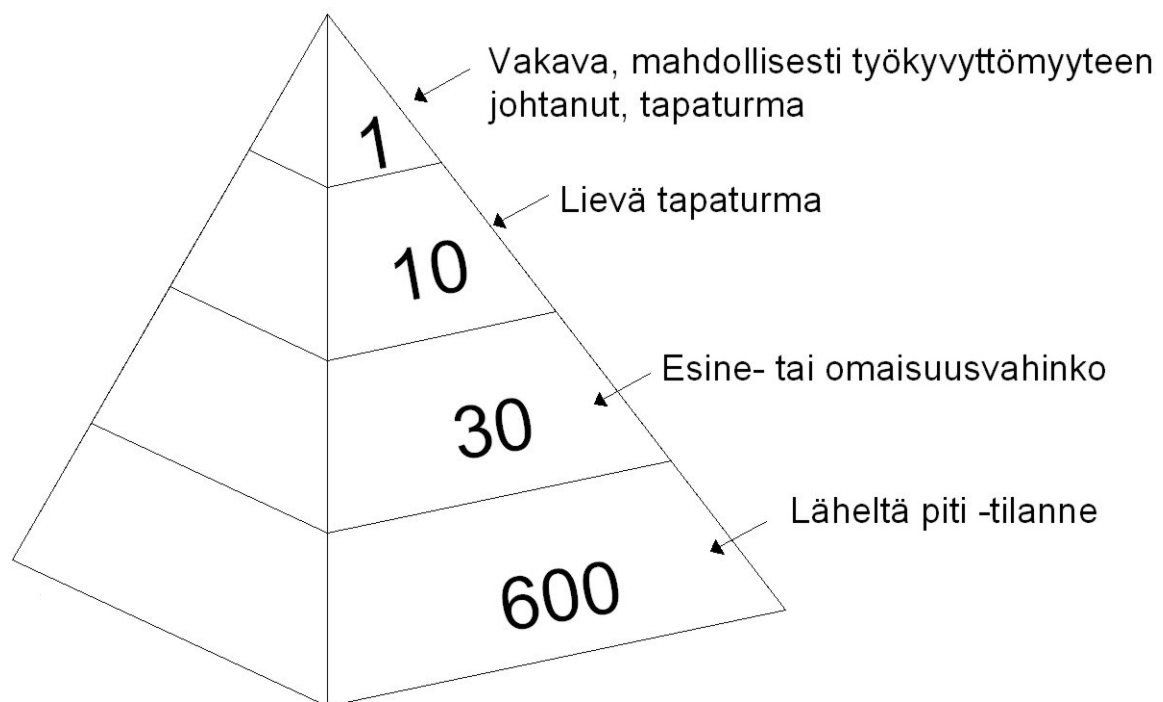 Vakava, mahdollisesti työkyvyttömyyteen
johtanut, tapaturma
1
Lievä tapaturma
10
Esine- tai omaisuusvahinko
30
Läheltä piti -tilanne
600